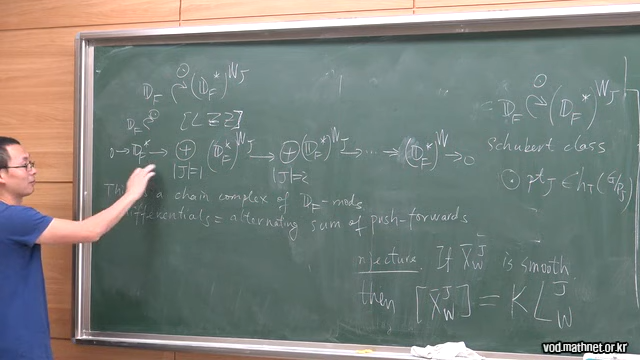 𝔻_F ↷^⊙ (𝔻_F^*)^{W_J}
𝔻_F ↷^⊙ [LZZ]
0 → 𝔻_F^* → ⊕_{|J|=1} (𝔻_F^*)^{W_J} → ⊕_{|J|=2} (𝔻_F^*)^{W_J} → ... → (𝔻_F^*)^W → 0
is a chain complex of 𝔻_F-mods
differentials = alternating sum of push-forwards
𝔻_F ↷^⊙ (𝔻_F^*)^{W_J}
Schubert class
⊙ pt_J ∈ h_T(G/P_J
njecture. If X̄_w^J is smooth
then [X̄_w^J] = KL_w^J
vod.mathnet.or.kr